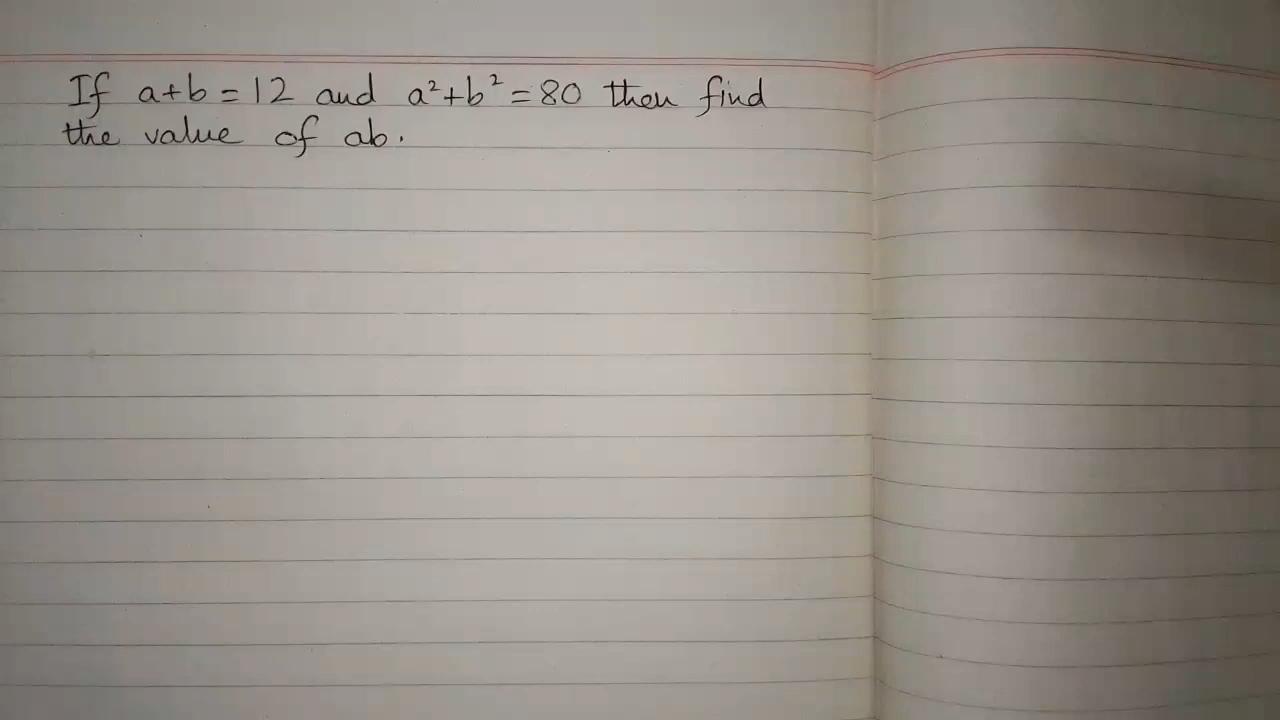 If a+b = 12 and a²+b² = 80 then find
the value of ab.